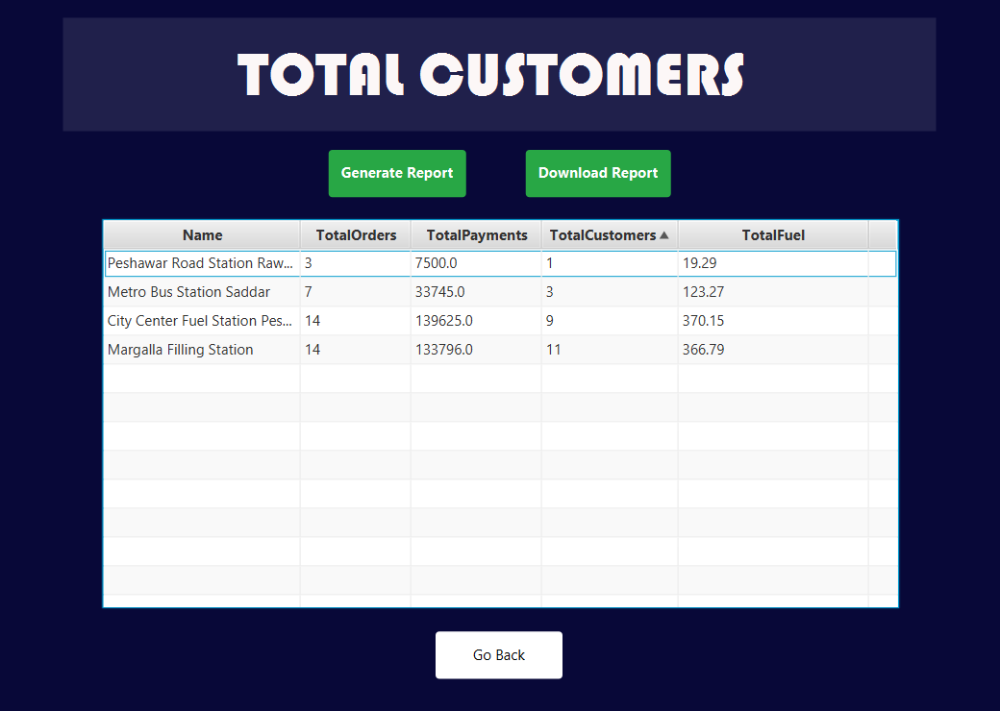 TOTAL CUSTOMERS
Generate Report Download Report
Name TotalOrders TotalPayments TotalCustomers TotalFuel
Peshawar Road Station Raw... 3 7500.0 1 19.29
Metro Bus Station Saddar 7 33745.0 3 123.27
City Center Fuel Station Pes... 14 139625.0 9 370.15
Margalla Filling Station 14 133796.0 11 366.79
Go Back